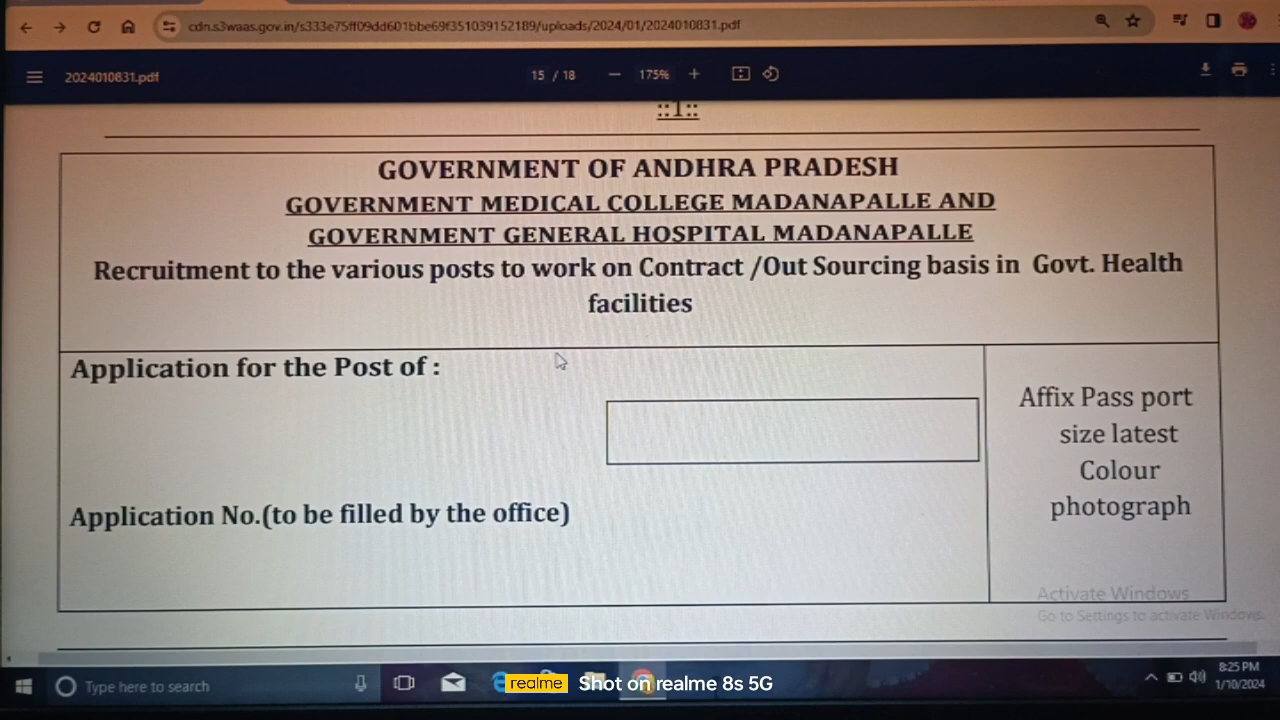 cdn.s3waas.gov.in/s333e75ff09dd601bbe69f351039152189/uploads/2024/01/2024010831.pdf
2024010831.pdf
15 / 18
175%
::1::
GOVERNMENT OF ANDHRA PRADESH
GOVERNMENT MEDICAL COLLEGE MADANAPALLE AND
GOVERNMENT GENERAL HOSPITAL MADANAPALLE
Recruitment to the various posts to work on Contract /Out Sourcing basis in Govt. Health
facilities
Application for the Post of :
Application No.(to be filled by the office)
Affix Pass port
size latest
Colour
photograph
Activate Windows
Go to Settings to activate Windows.
Type here to search
8:25 PM
1/10/2024
realme Shot on realme 8s 5G